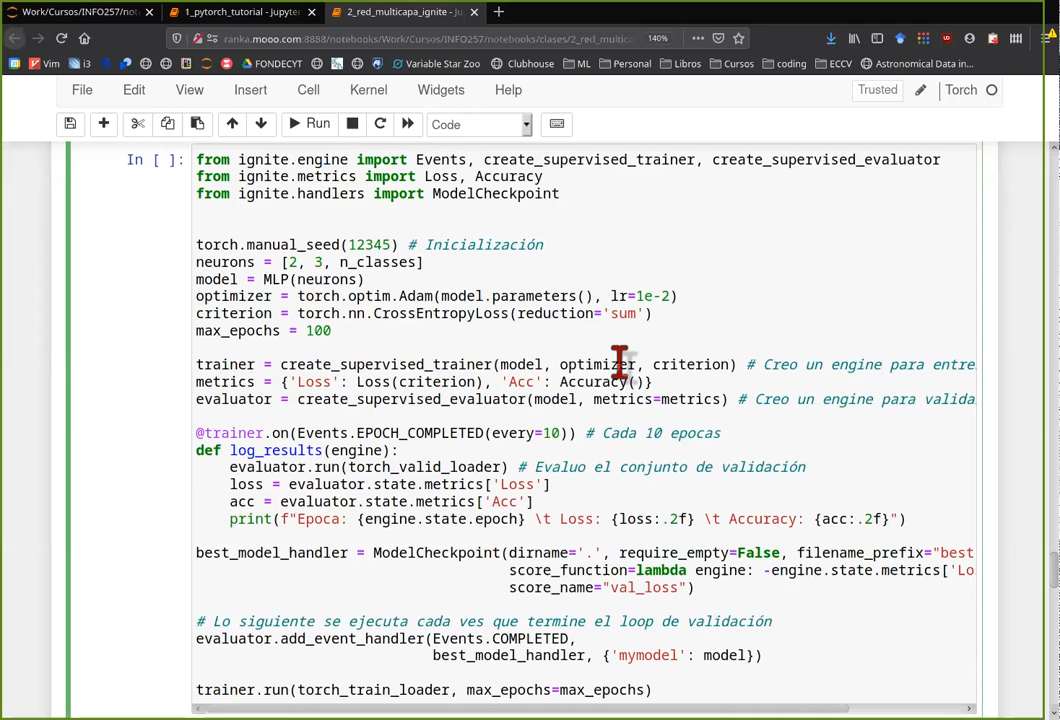 Work/Cursos/INFO257/not
1_pytorch_tutorial - Jupyter
2_red_multicapa_ignite - Ju
ranka.mooo.com:8888/notebooks/Work/Cursos/INFO257/notebooks/clases/2_red_multic
140%
Vim
i3
FONDECYT
Variable Star Zoo
Clubhouse
ML
Personal
Libros
Cursos
coding
ECCV
Astronomical Data in...
File Edit View Insert Cell Kernel Widgets Help
Trusted
Torch
Run
Code
In [ ]:
from ignite.engine import Events, create_supervised_trainer, create_supervised_evaluator
from ignite.metrics import Loss, Accuracy
from ignite.handlers import ModelCheckpoint
torch.manual_seed(12345) # Inicialización
neurons = [2, 3, n_classes]
model = MLP(neurons)
optimizer = torch.optim.Adam(model.parameters(), lr=1e-2)
criterion = torch.nn.CrossEntropyLoss(reduction='sum')
max_epochs = 100
trainer = create_supervised_trainer(model, optimizer, criterion) # Creo un engine para entre
metrics = {'Loss': Loss(criterion), 'Acc': Accuracy()}
evaluator = create_supervised_evaluator(model, metrics=metrics) # Creo un engine para valida
@trainer.on(Events.EPOCH_COMPLETED(every=10)) # Cada 10 epocas
def log_results(engine):
evaluator.run(torch_valid_loader) # Evaluo el conjunto de validación
loss = evaluator.state.metrics['Loss']
acc = evaluator.state.metrics['Acc']
print(f"Epoca: {engine.state.epoch} \t Loss: {loss:.2f} \t Accuracy: {acc:.2f}")
best_model_handler = ModelCheckpoint(dirname='.', require_empty=False, filename_prefix="best
score_function=lambda engine: -engine.state.metrics['Lo
score_name="val_loss")
# Lo siguiente se ejecuta cada ves que termine el loop de validación
evaluator.add_event_handler(Events.COMPLETED,
best_model_handler, {'mymodel': model})
trainer.run(torch_train_loader, max_epochs=max_epochs)